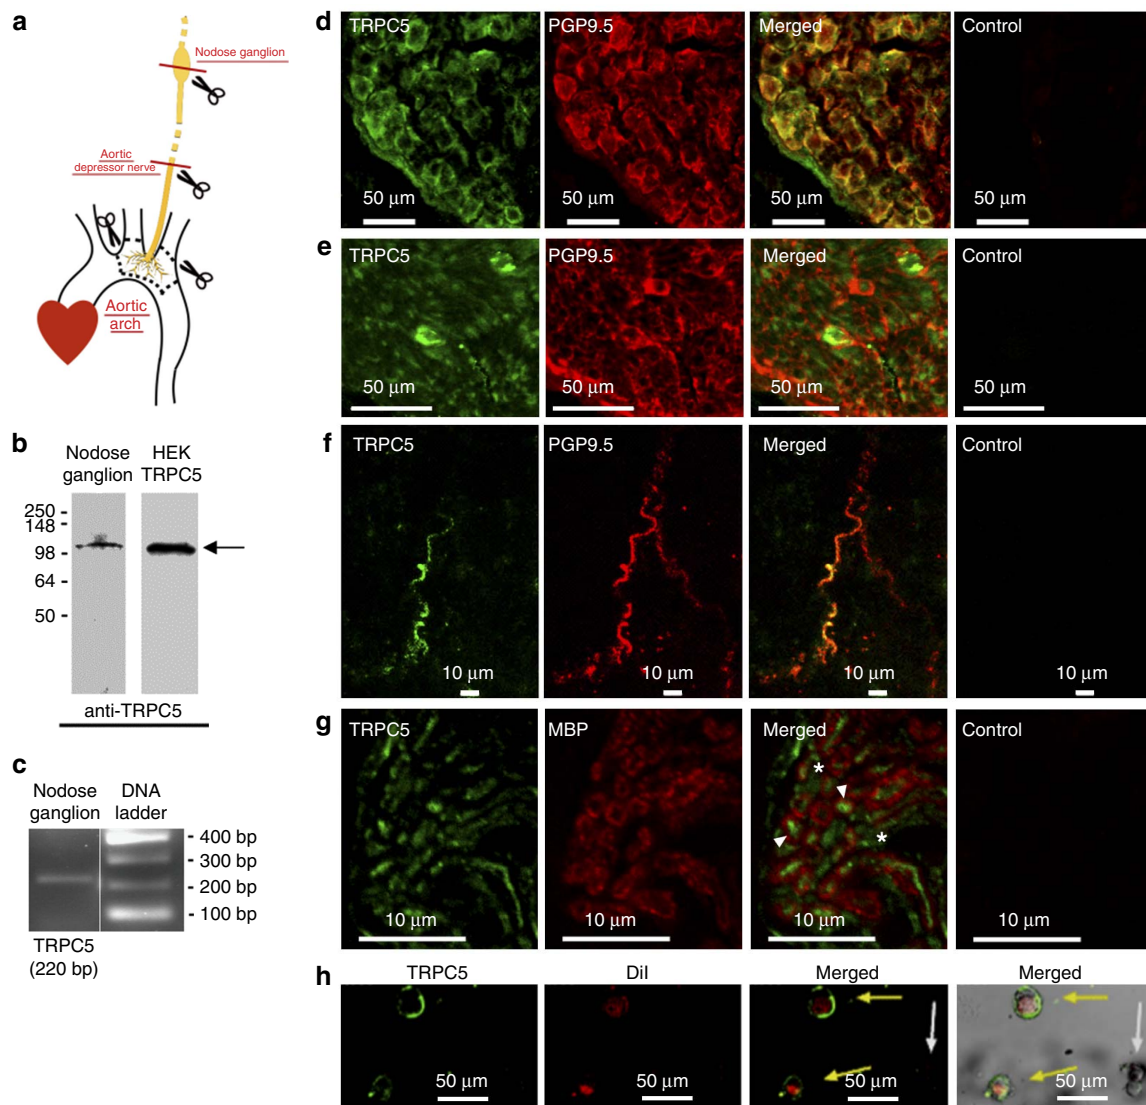 a
Nodose ganglion
Aortic
depressor nerve
Aortic
arch
b
Nodose
ganglion
HEK
TRPC5
250
148
98
64
50
anti-TRPC5
c
Nodose
ganglion
DNA
ladder
400 bp
300 bp
200 bp
100 bp
TRPC5
(220 bp)
d
TRPC5
PGP9.5
Merged
Control
50 µm
50 µm
50 µm
50 µm
e
TRPC5
PGP9.5
Merged
Control
50 µm
50 µm
50 µm
50 µm
f
TRPC5
PGP9.5
Merged
Control
10 µm
10 µm
10 µm
10 µm
g
TRPC5
MBP
Merged
Control
*
*
10 µm
10 µm
10 µm
10 µm
h
TRPC5
DiI
Merged
Merged
50 µm
50 µm
50 µm
50 µm